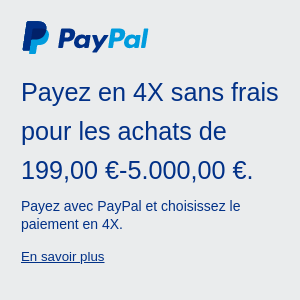 PayPal
Payez en 4X sans frais
pour les achats de
199,00 €-5.000,00 €.
Payez avec PayPal et choisissez le
paiement en 4X.
En savoir plus